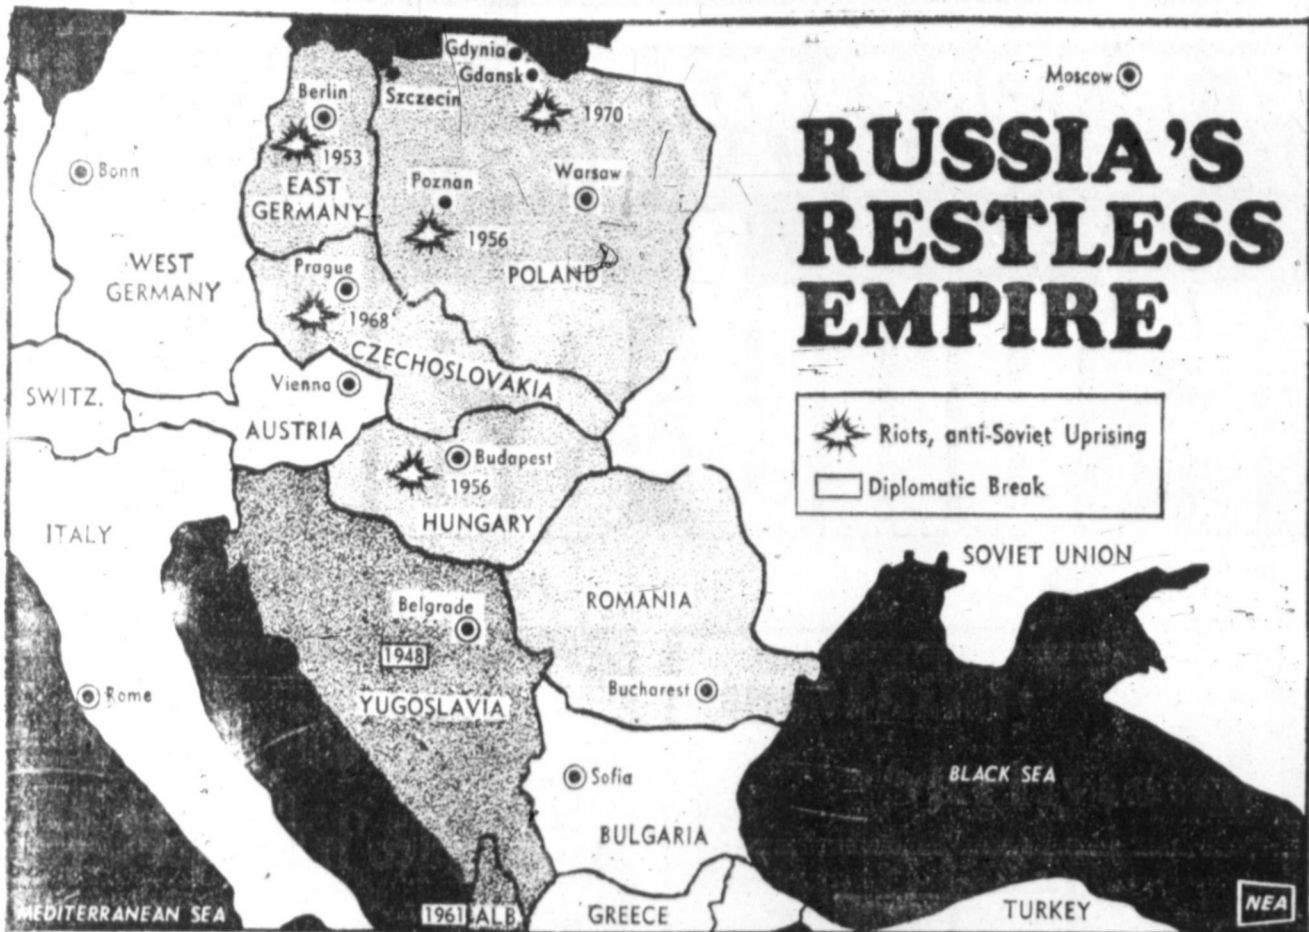 Gdynia
Gdansk
Moscow
Szczecin
Berlin
1970
1953
Bonn
EAST
GERMANY
Poznan
Warsaw
1956
POLAND
RUSSIA'S
RESTLESS
EMPIRE
WEST
GERMANY
Prague
1968
CZECHOSLOVAKIA
Vienna
SWITZ.
AUSTRIA
Riots, anti-Soviet Uprising
Diplomatic Break
Budapest
1956
HUNGARY
ITALY
SOVIET UNION
Belgrade
ROMANIA
1948
YUGOSLAVIA
Bucharest
Rome
Sofia
BLACK SEA
BULGARIA
MEDITERRANEAN SEA
1961 ALB
GREECE
TURKEY
NEA